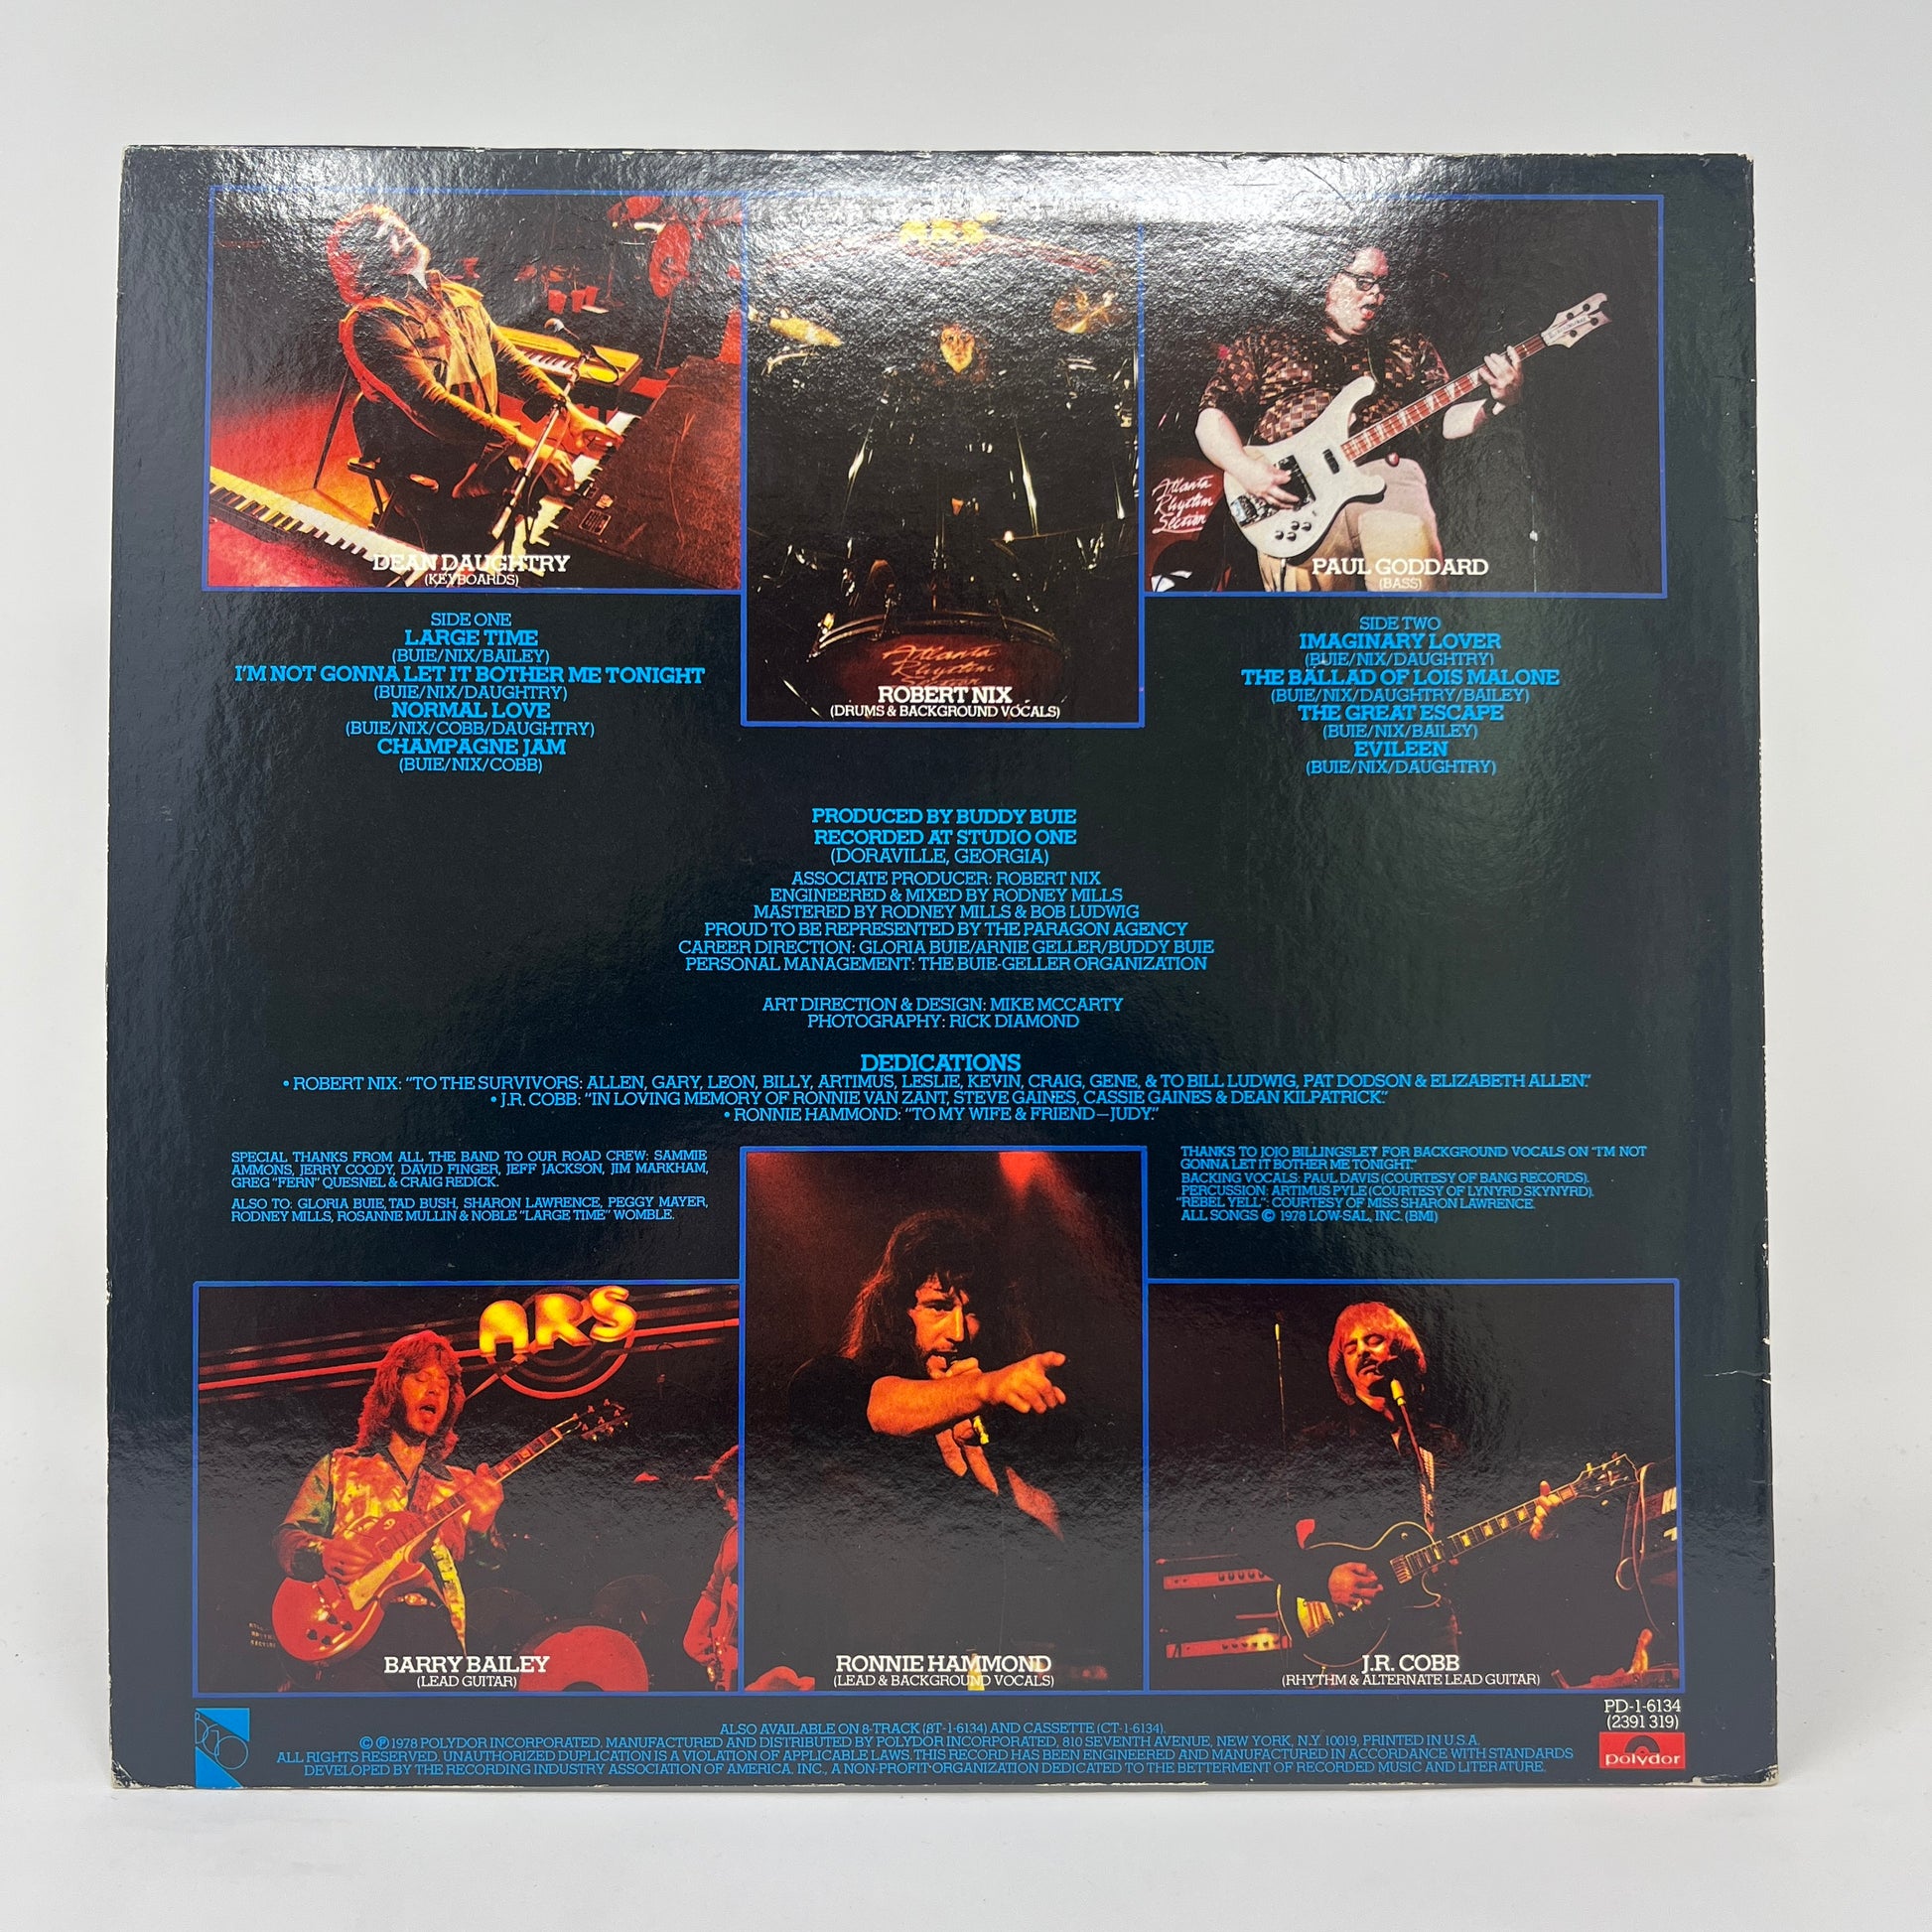 ARS
Atlanta
Rhythm
Section
DEAN DAUGHTRY
(KEYBOARDS)
Atlanta
Rhythm
Section
ROBERT NIX
(DRUMS & BACKGROUND VOCALS)
PAUL GODDARD
(BASS)
SIDE ONE
LARGE TIME
(BUIE/NIX/BAILEY)
I'M NOT GONNA LET IT BOTHER ME TONIGHT
(BUIE/NIX/DAUGHTRY)
NORMAL LOVE
(BUIE/NIX/COBB/DAUGHTRY)
CHAMPAGNE JAM
(BUIE/NIX/COBB)
SIDE TWO
IMAGINARY LOVER
(BUIE/NIX/DAUGHTRY)
THE BALLAD OF LOIS MALONE
(BUIE/NIX/DAUGHTRY/BAILEY)
THE GREAT ESCAPE
(BUIE/NIX/BAILEY)
EVILEEN
(BUIE/NIX/DAUGHTRY)
PRODUCED BY BUDDY BUIE
RECORDED AT STUDIO ONE
(DORAVILLE, GEORGIA)
ASSOCIATE PRODUCER: ROBERT NIX
ENGINEERED & MIXED BY RODNEY MILLS
MASTERED BY RODNEY MILLS & BOB LUDWIG
PROUD TO BE REPRESENTED BY THE PARAGON AGENCY
CAREER DIRECTION: GLORIA BUIE/ARNIE GELLER/BUDDY BUIE
PERSONAL MANAGEMENT: THE BUIE-GELLER ORGANIZATION
ART DIRECTION & DESIGN: MIKE MCCARTY
PHOTOGRAPHY: RICK DIAMOND
DEDICATIONS
• ROBERT NIX: "TO THE SURVIVORS: ALLEN, GARY, LEON, BILLY, ARTIMUS, LESLIE, KEVIN, CRAIG, GENE, & TO BILL LUDWIG, PAT DODSON & ELIZABETH ALLEN."
• J.R. COBB: "IN LOVING MEMORY OF RONNIE VAN ZANT, STEVE GAINES, CASSIE GAINES & DEAN KILPATRICK."
• RONNIE HAMMOND: "TO MY WIFE & FRIEND—JUDY."
SPECIAL THANKS FROM ALL THE BAND TO OUR ROAD CREW: SAMMIE
AMMONS, JERRY COODY, DAVID FINGER, JEFF JACKSON, JIM MARKHAM,
GREG "FERN" QUESNEL & CRAIG REDICK.
ALSO TO: GLORIA BUIE, TAD BUSH, SHARON LAWRENCE, PEGGY MAYER,
RODNEY MILLS, ROSANNE MULLIN & NOBLE "LARGE TIME" WOMBLE.
THANKS TO JOJO BILLINGSLEY FOR BACKGROUND VOCALS ON "I'M NOT
GONNA LET IT BOTHER ME TONIGHT."
BACKING VOCALS: PAUL DAVIS (COURTESY OF BANG RECORDS).
PERCUSSION: ARTIMUS PYLE (COURTESY OF LYNYRD SKYNYRD).
"REBEL YELL": COURTESY OF MISS SHARON LAWRENCE.
ALL SONGS © 1978 LOW-SAL, INC. (BMI)
ARS
BARRY BAILEY
(LEAD GUITAR)
RONNIE HAMMOND
(LEAD & BACKGROUND VOCALS)
J.R. COBB
(RHYTHM & ALTERNATE LEAD GUITAR)
PD-1-6134
(2391 319)
polydor
BGO
ALSO AVAILABLE ON 8-TRACK (8T-1-6134) AND CASSETTE (CT-1-6134).
© ℗ 1978 POLYDOR INCORPORATED. MANUFACTURED AND DISTRIBUTED BY POLYDOR INCORPORATED, 810 SEVENTH AVENUE, NEW YORK, N.Y. 10019, PRINTED IN U.S.A.
ALL RIGHTS RESERVED. UNAUTHORIZED DUPLICATION IS A VIOLATION OF APPLICABLE LAWS. THIS RECORD HAS BEEN ENGINEERED AND MANUFACTURED IN ACCORDANCE WITH STANDARDS
DEVELOPED BY THE RECORDING INDUSTRY ASSOCIATION OF AMERICA. INC., A NON-PROFIT ORGANIZATION DEDICATED TO THE BETTERMENT OF RECORDED MUSIC AND LITERATURE.